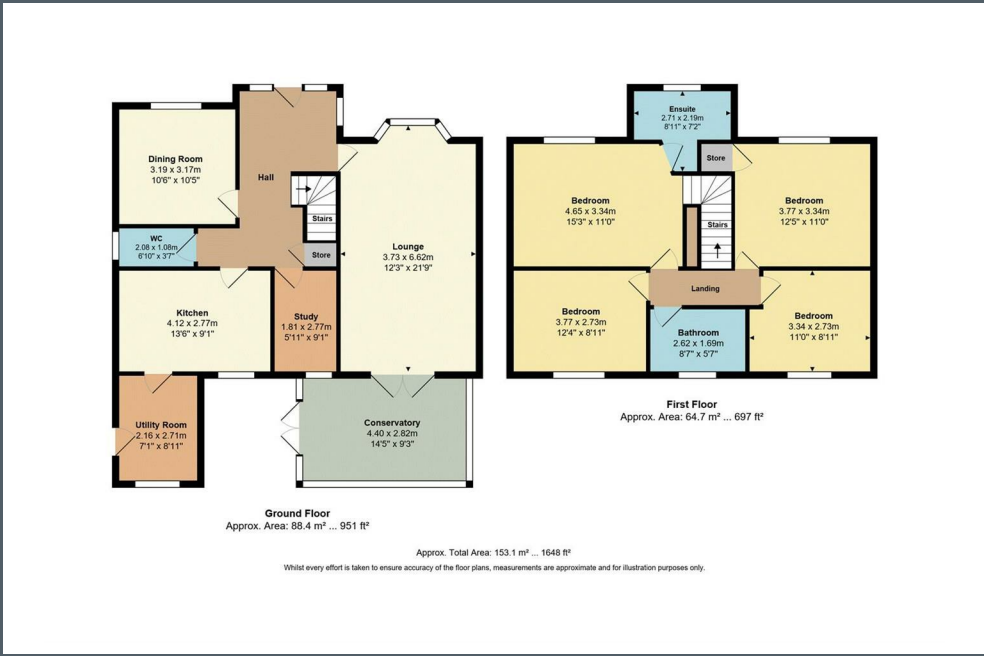 Dining Room
3.19 x 3.17m
10'6" x 10'5"
Hall
WC
2.08 x 1.08m
6'10" x 3'7"
Stairs
Store
Lounge
3.73 x 6.62m
12'3" x 21'9"
Kitchen
4.12 x 2.77m
13'6" x 9'1"
Study
1.81 x 2.77m
5'11" x 9'1"
Utility Room
2.16 x 2.71m
7'1" x 8'11"
Conservatory
4.40 x 2.82m
14'5" x 9'3"
Ground Floor
Approx. Area: 88.4 m² ... 951 ft²
Ensuite
2.71 x 2.19m
8'11" x 7'2"
Store
Bedroom
4.65 x 3.34m
15'3" x 11'0"
Stairs
Bedroom
3.77 x 3.34m
12'5" x 11'0"
Landing
Bedroom
3.77 x 2.73m
12'4" x 8'11"
Bathroom
2.62 x 1.69m
8'7" x 5'7"
Bedroom
3.34 x 2.73m
11'0" x 8'11"
First Floor
Approx. Area: 64.7 m² ... 697 ft²
Approx. Total Area: 153.1 m² ... 1648 ft²
Whilst every effort is taken to ensure accuracy of the floor plans, measurements are approximate and for illustration purposes only.